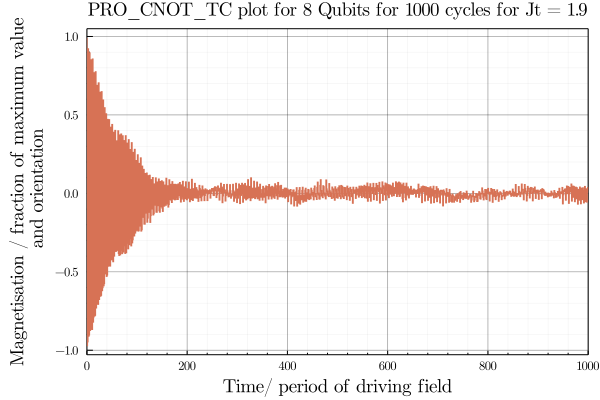 PRO_CNOT_TC plot for 8 Qubits for 1000 cycles for Jt = 1.9
Magnetisation / fraction of maximum value
and orientation
1.0
0.5
0.0
−0.5
−1.0
0 200 400 600 800 1000
Time/ period of driving field